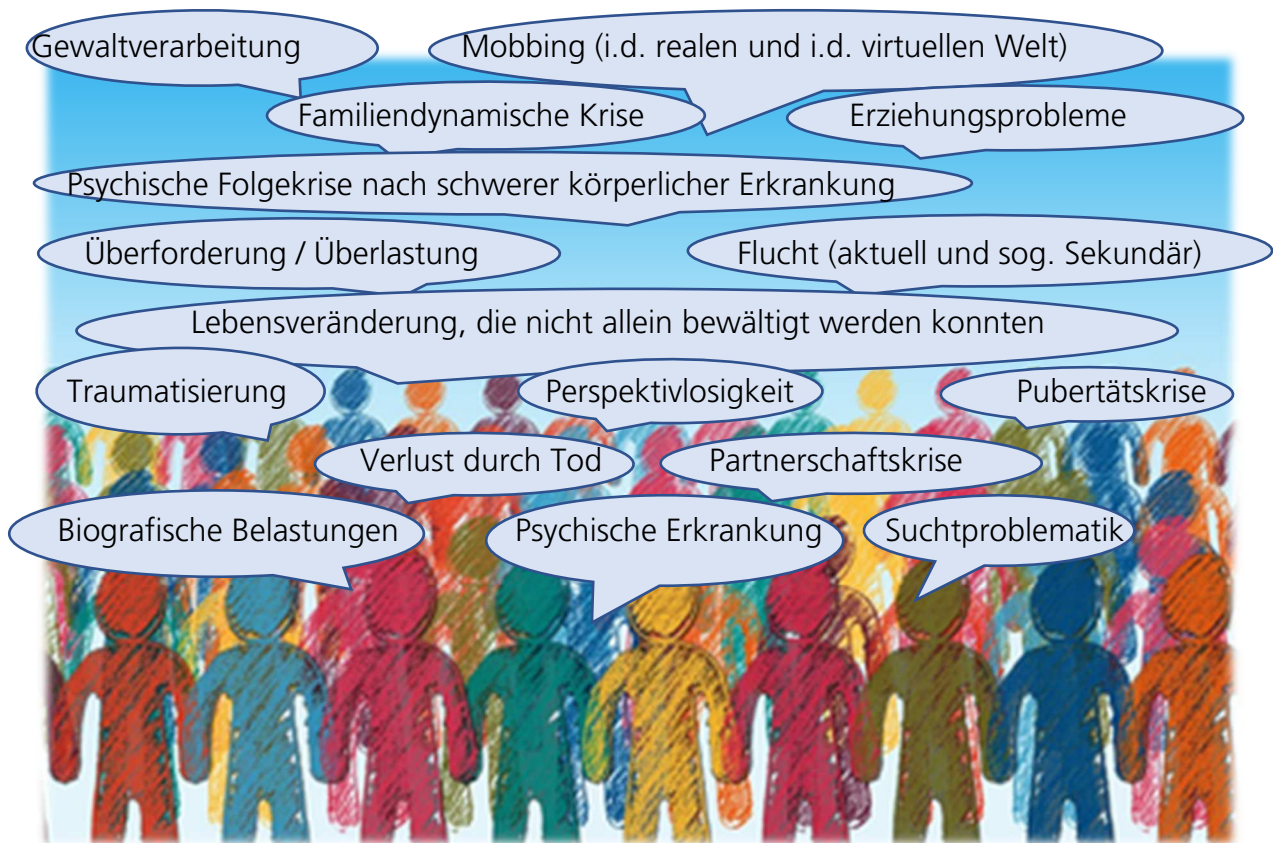 Gewaltverarbeitung
Mobbing (i.d. realen und i.d. virtuellen Welt)
Familiendynamische Krise
Erziehungsprobleme
Psychische Folgekrise nach schwerer körperlicher Erkrankung
Überforderung / Überlastung
Flucht (aktuell und sog. Sekundär)
Lebensveränderung, die nicht allein bewältigt werden konnten
Traumatisierung
Perspektivlosigkeit
Pubertätskrise
Verlust durch Tod
Partnerschaftskrise
Biografische Belastungen
Psychische Erkrankung
Suchtproblematik